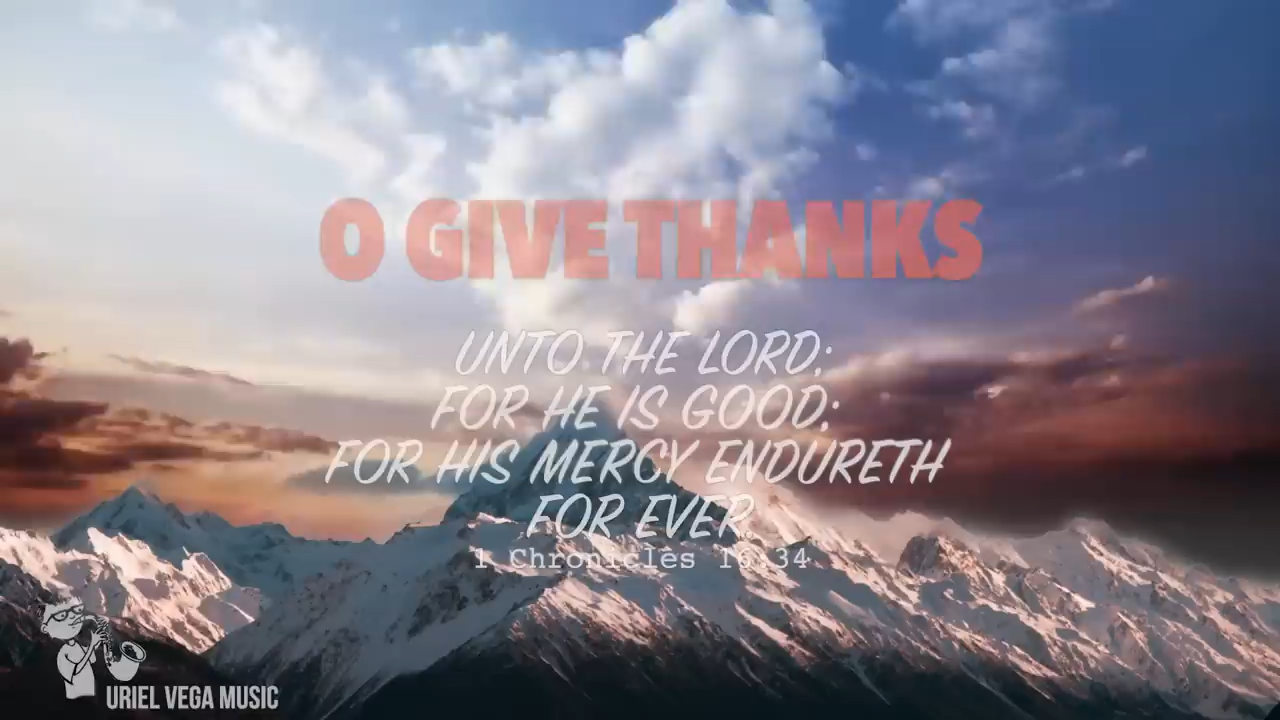 O GIVE THANKS
UNTO THE LORD;
FOR HE IS GOOD;
FOR HIS MERCY ENDURETH
FOR EVER.
1 Chronicles 16:34
URIEL VEGA MUSIC